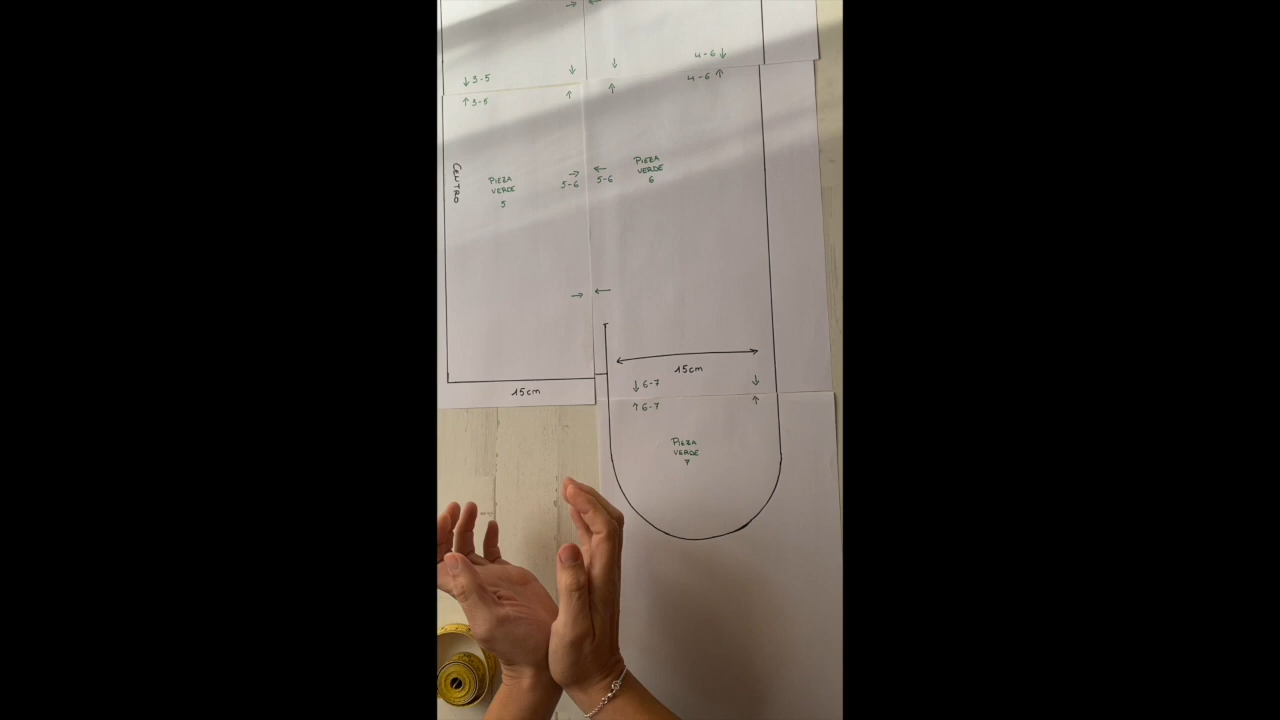 → ←
↓ 3-5
↓ ↓
4-6 ↓
↑ 3-5
↑ ↑
4-6 ↑
CENTRO
PIEZA
VERDE
5
→
5-6
←
5-6
PIEZA
VERDE
6
→ ←
15cm
15cm
↓ 6-7 ↓
↑ 6-7 ↑
PIEZA
VERDE
7